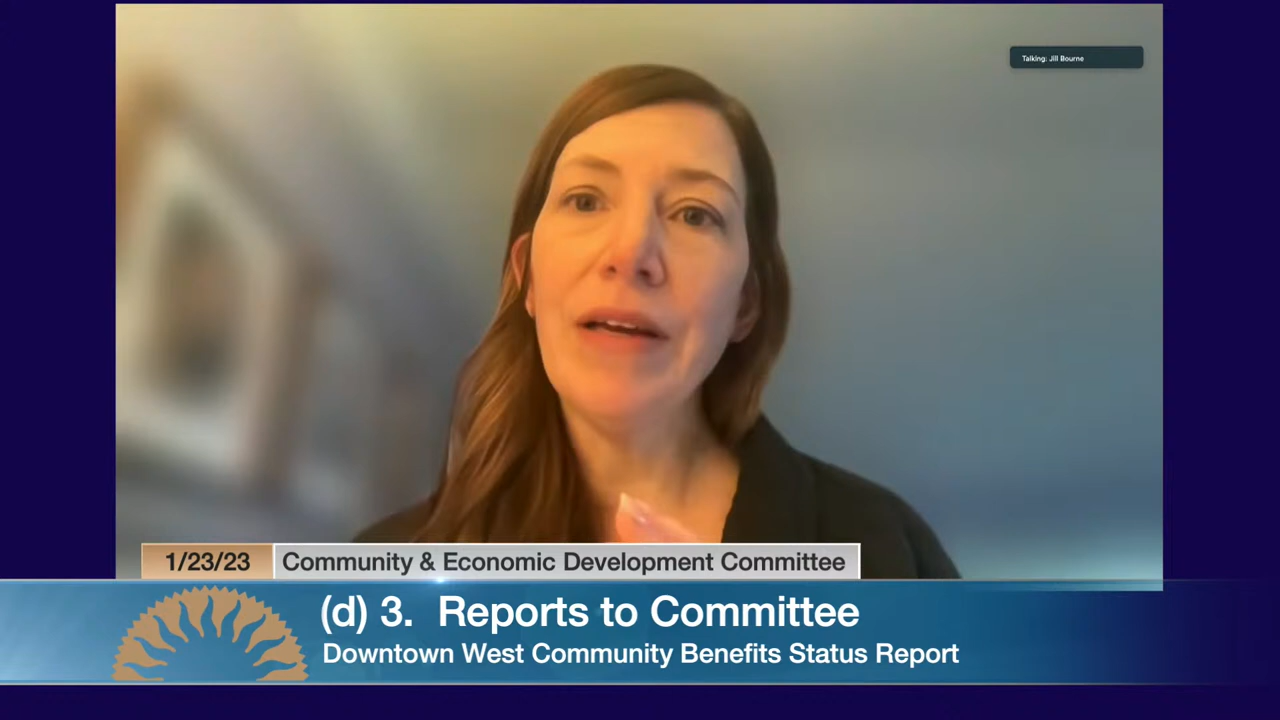 Talking: Jill Bourne
1/23/23 Community & Economic Development Committee
(d) 3. Reports to Committee
Downtown West Community Benefits Status Report